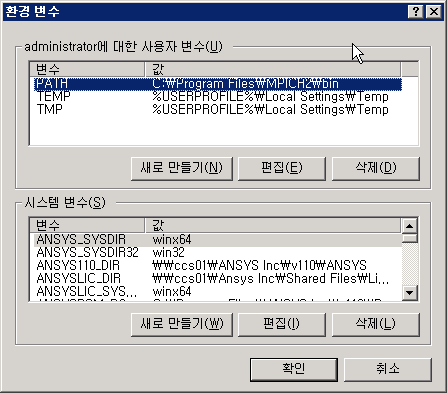 환경 변수
administrator에 대한 사용자 변수(U)
변수 값
PATH C:₩Program Files₩MPICH2₩bin
TEMP %USERPROFILE%₩Local Settings₩Temp
TMP %USERPROFILE%₩Local Settings₩Temp
새로 만들기(N) 편집(E) 삭제(D)
시스템 변수(S)
변수 값
ANSYS_SYSDIR winx64
ANSYS_SYSDIR32 win32
ANSYS110_DIR ₩₩ccs01₩ANSYS Inc₩v110₩ANSYS
ANSYSLIC_DIR ₩₩ccs01₩Ansys Inc₩Shared Files₩Li...
ANSYSLIC_SYS... winx64
새로 만들기(W) 편집(I) 삭제(L)
확인 취소